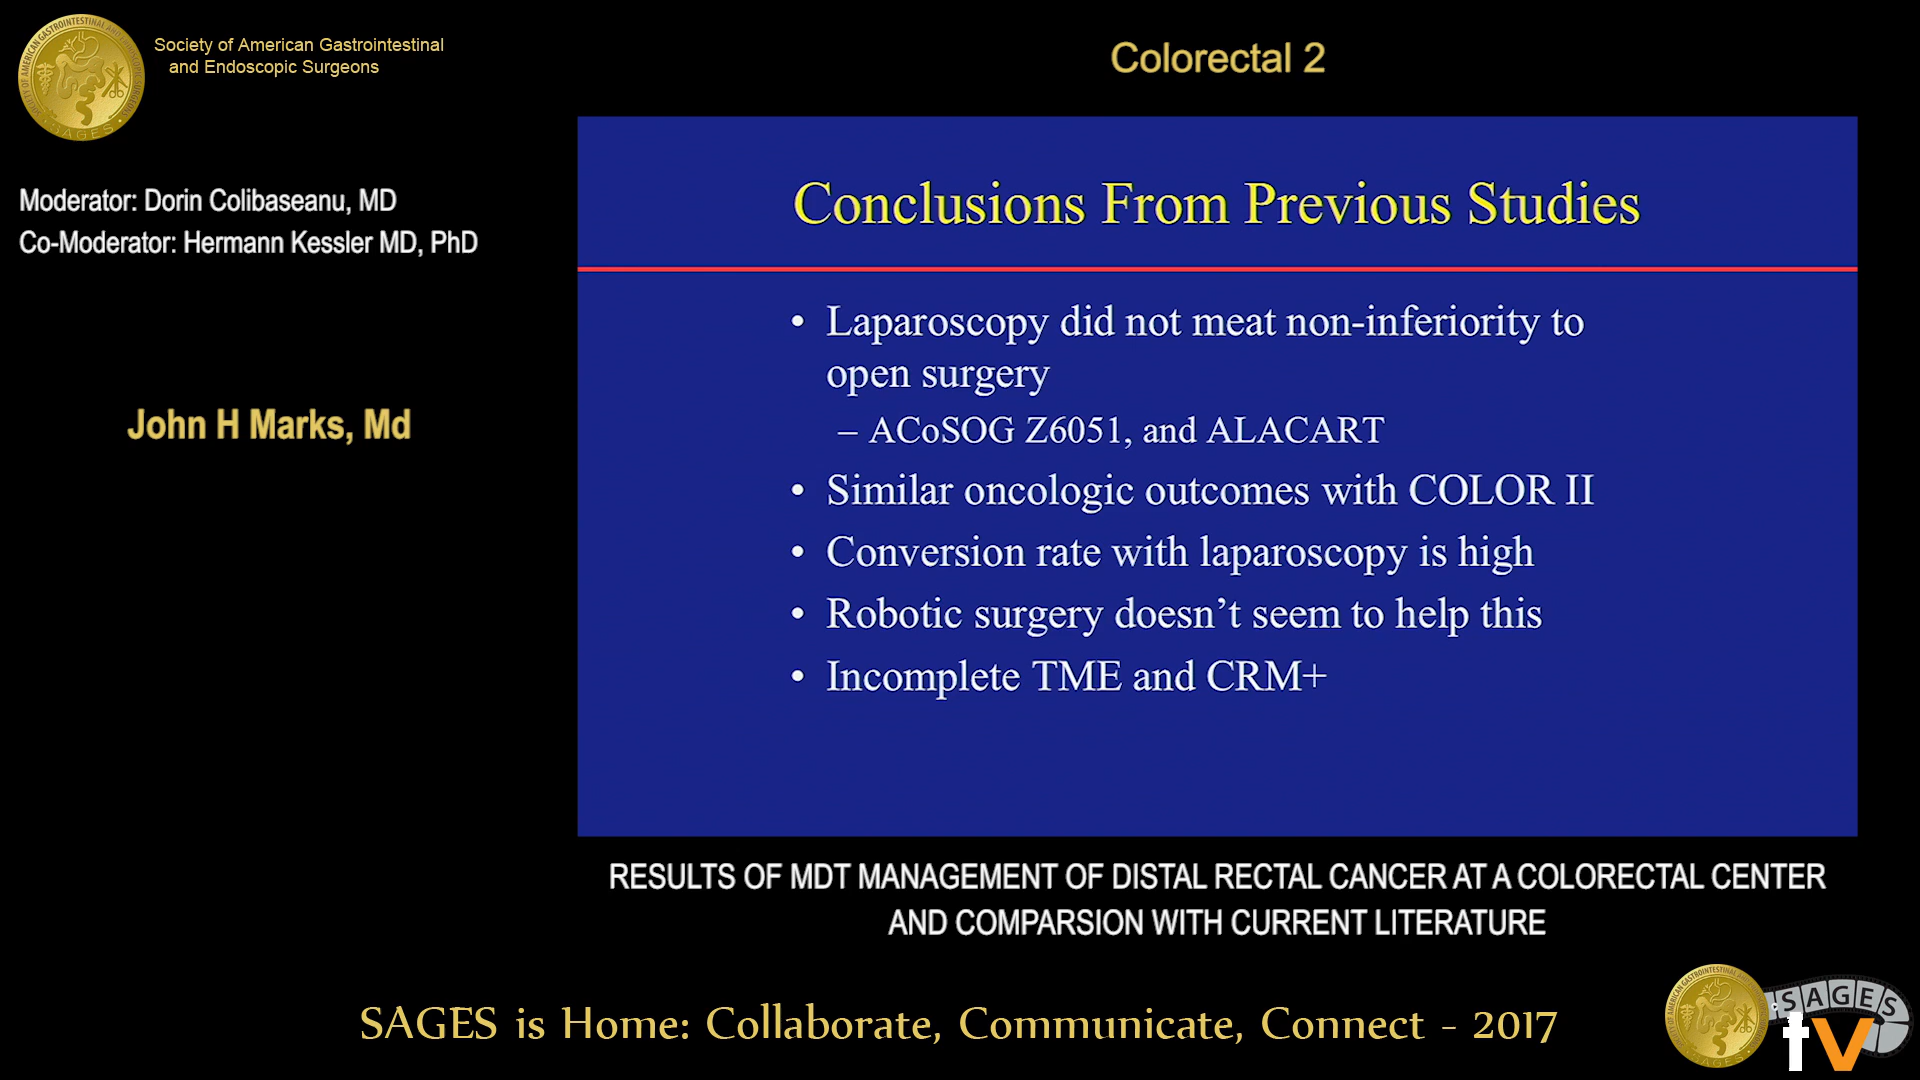 Society of American Gastrointestinal
and Endoscopic Surgeons
Colorectal 2
Moderator: Dorin Colibaseanu, MD
Co-Moderator: Hermann Kessler MD, PhD
John H Marks, Md
Conclusions From Previous Studies
• Laparoscopy did not meat non-inferiority to
open surgery
– ACoSOG Z6051, and ALACART
• Similar oncologic outcomes with COLOR II
• Conversion rate with laparoscopy is high
• Robotic surgery doesn’t seem to help this
• Incomplete TME and CRM+
RESULTS OF MDT MANAGEMENT OF DISTAL RECTAL CANCER AT A COLORECTAL CENTER
AND COMPARSION WITH CURRENT LITERATURE
SAGES is Home: Collaborate, Communicate, Connect - 2017
SAGES
tv